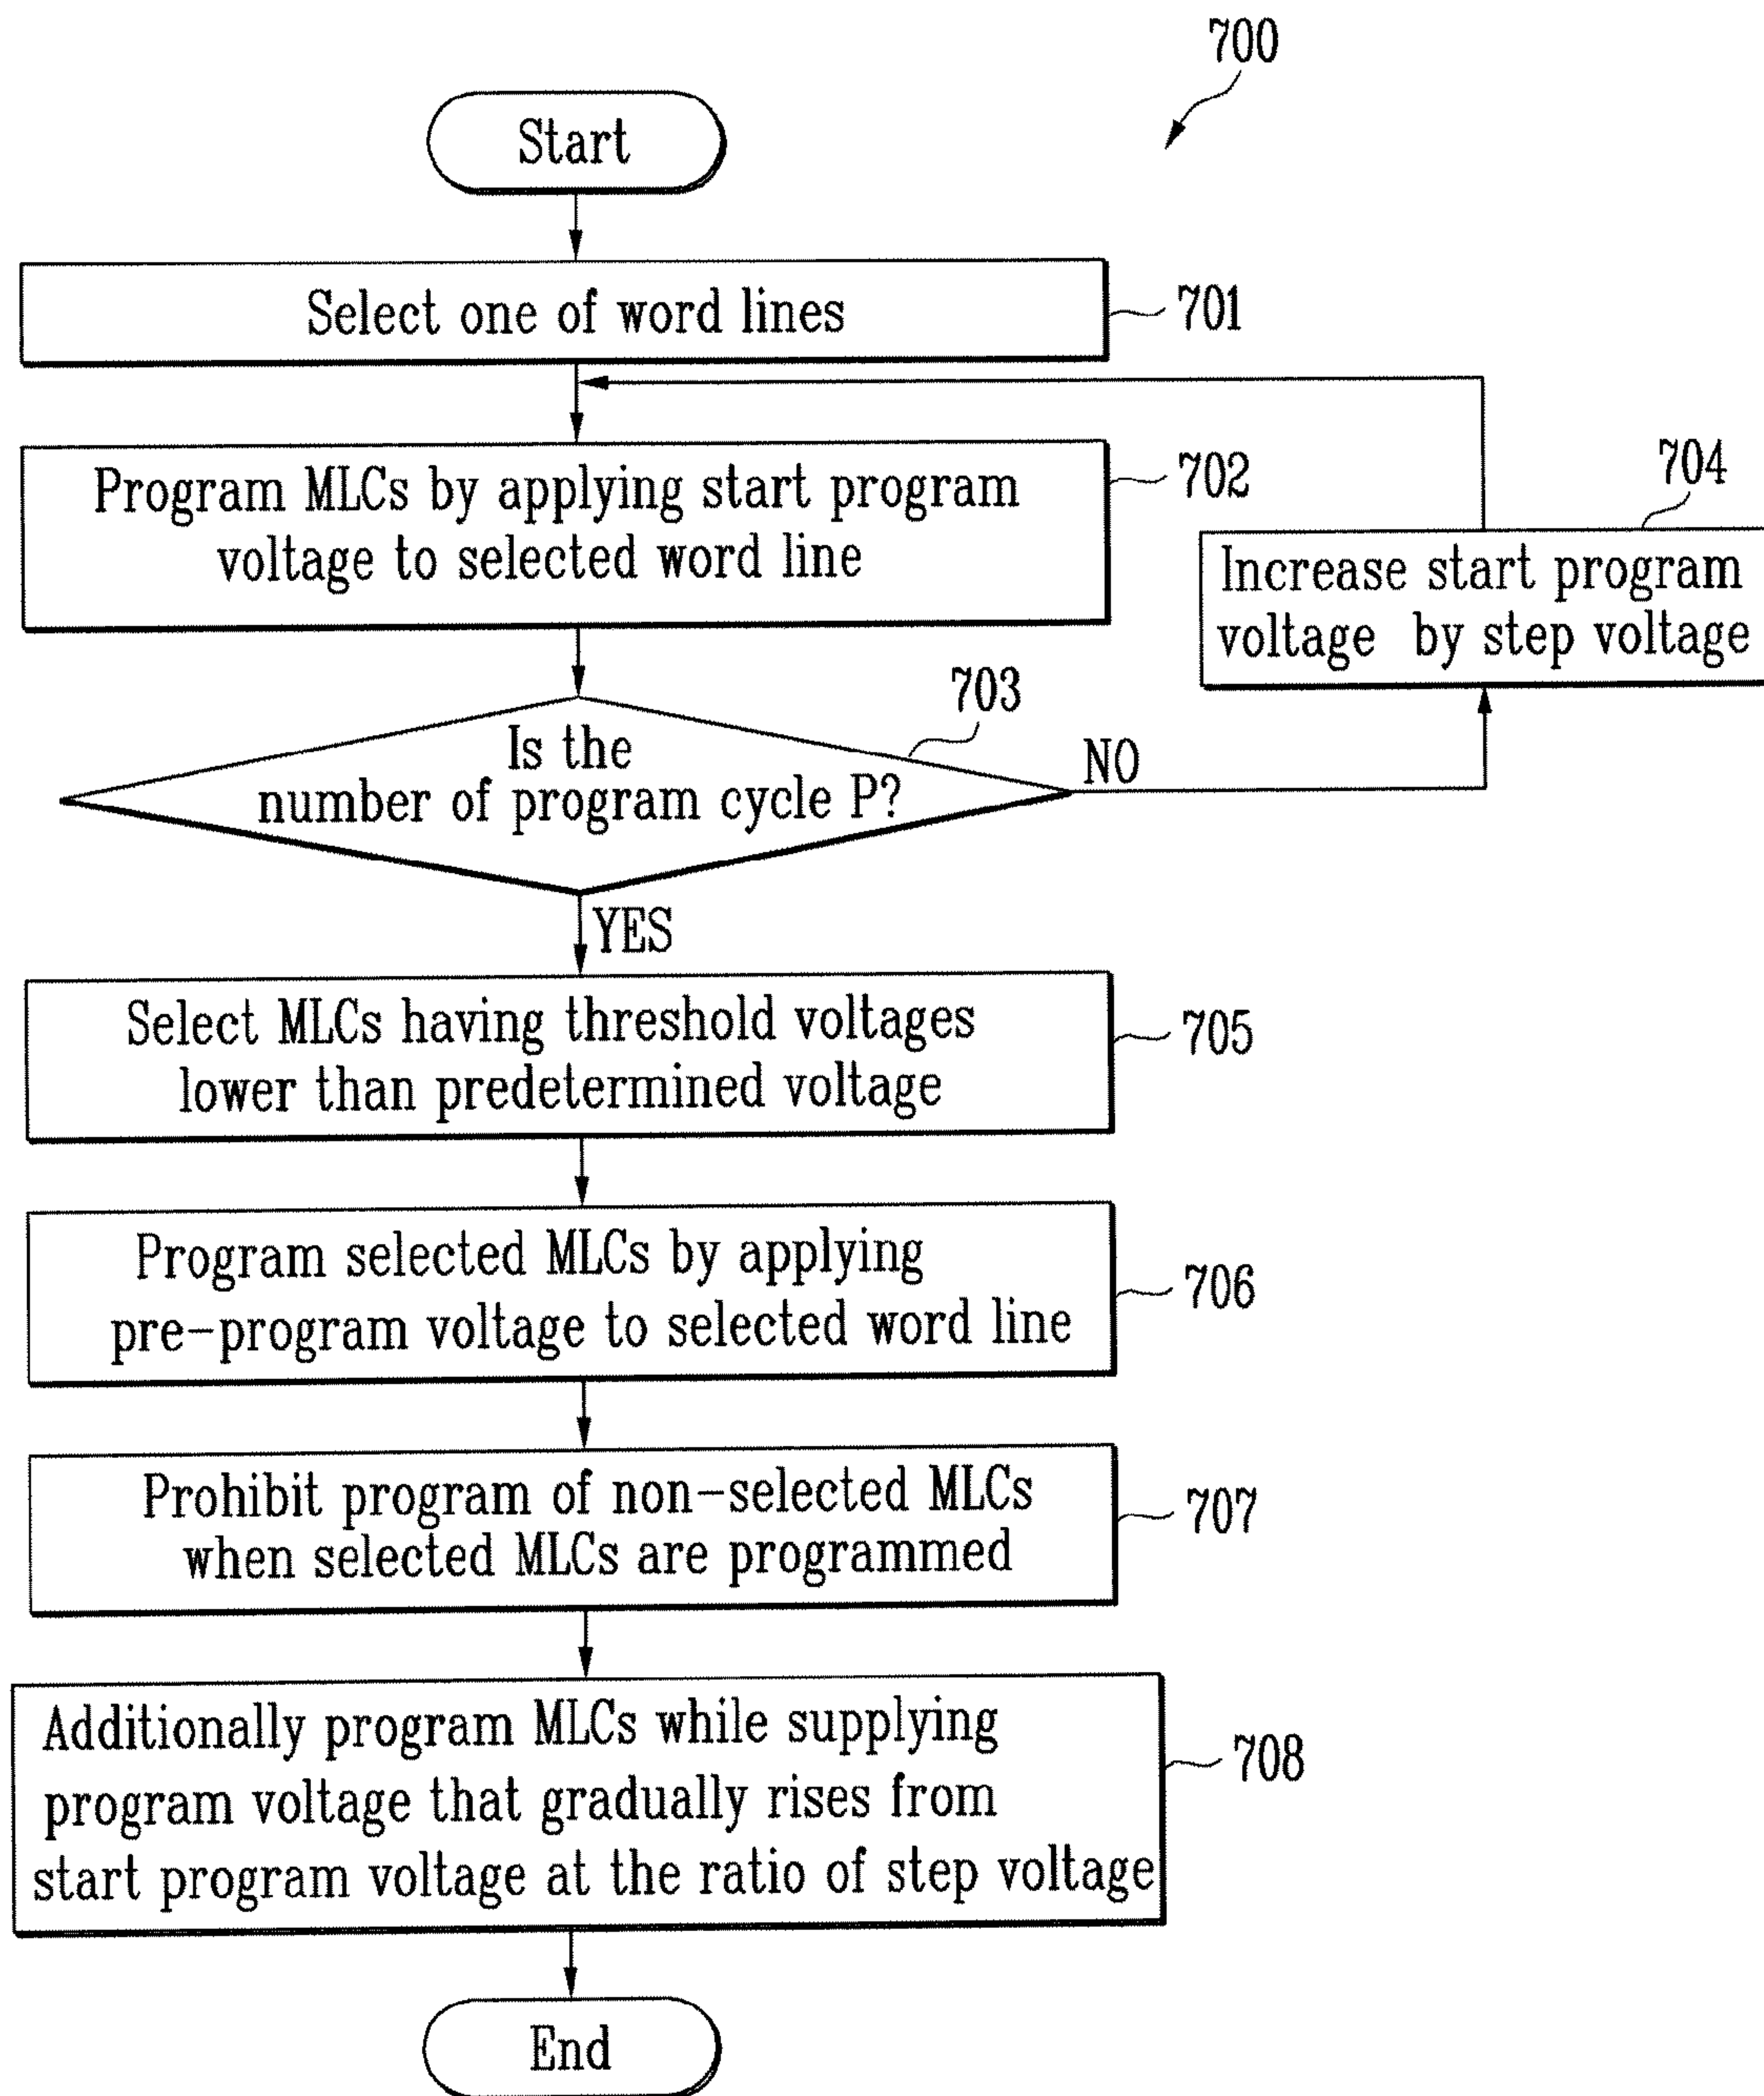 700
Start
Select one of word lines
701
Program MLCs by applying start program
voltage to selected word line
702
704
Increase start program
voltage by step voltage
703
Is the
number of program cycle P?
NO
YES
Select MLCs having threshold voltages
lower than predetermined voltage
705
Program selected MLCs by applying
pre-program voltage to selected word line
706
Prohibit program of non-selected MLCs
when selected MLCs are programmed
707
Additionally program MLCs while supplying
program voltage that gradually rises from
start program voltage at the ratio of step voltage
708
End